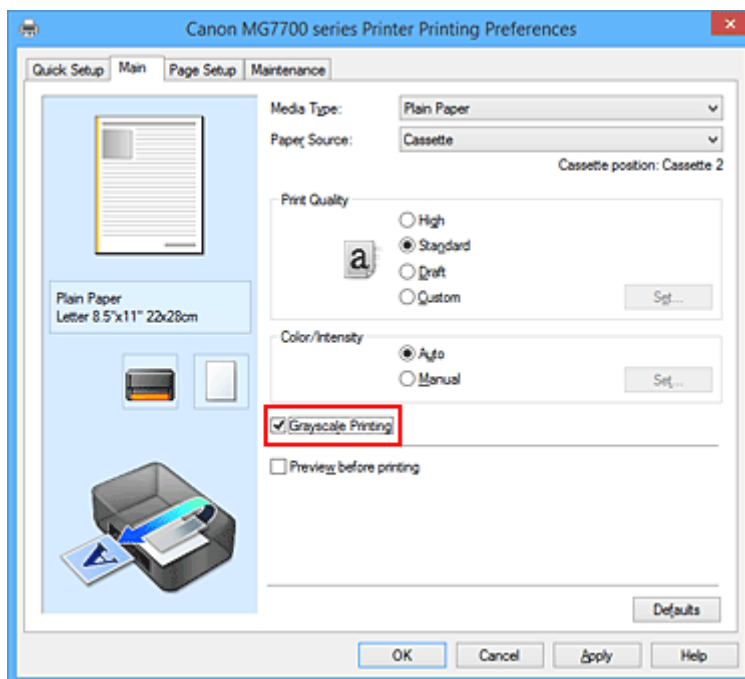 Canon MG7700 series Printer Printing Preferences
Quick Setup Main Page Setup Maintenance
Media Type: Plain Paper
Paper Source: Cassette
Cassette position: Cassette 2
Print Quality
High
a Standard
Draft
Custom Set...
Plain Paper
Letter 8.5"x11" 22x28cm
Color/Intensity
Auto
Manual Set...
Grayscale Printing
Preview before printing
A
Defaults
OK Cancel Apply Help